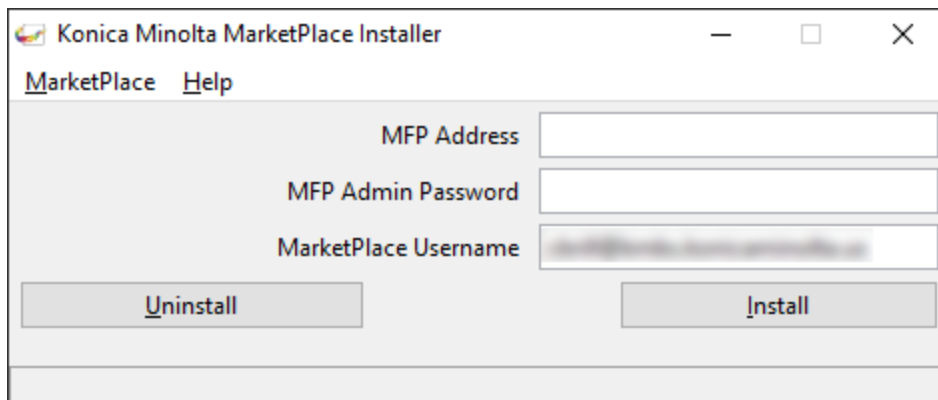 Konica Minolta MarketPlace Installer
MarketPlace Help
MFP Address
MFP Admin Password
MarketPlace Username
Uninstall Install